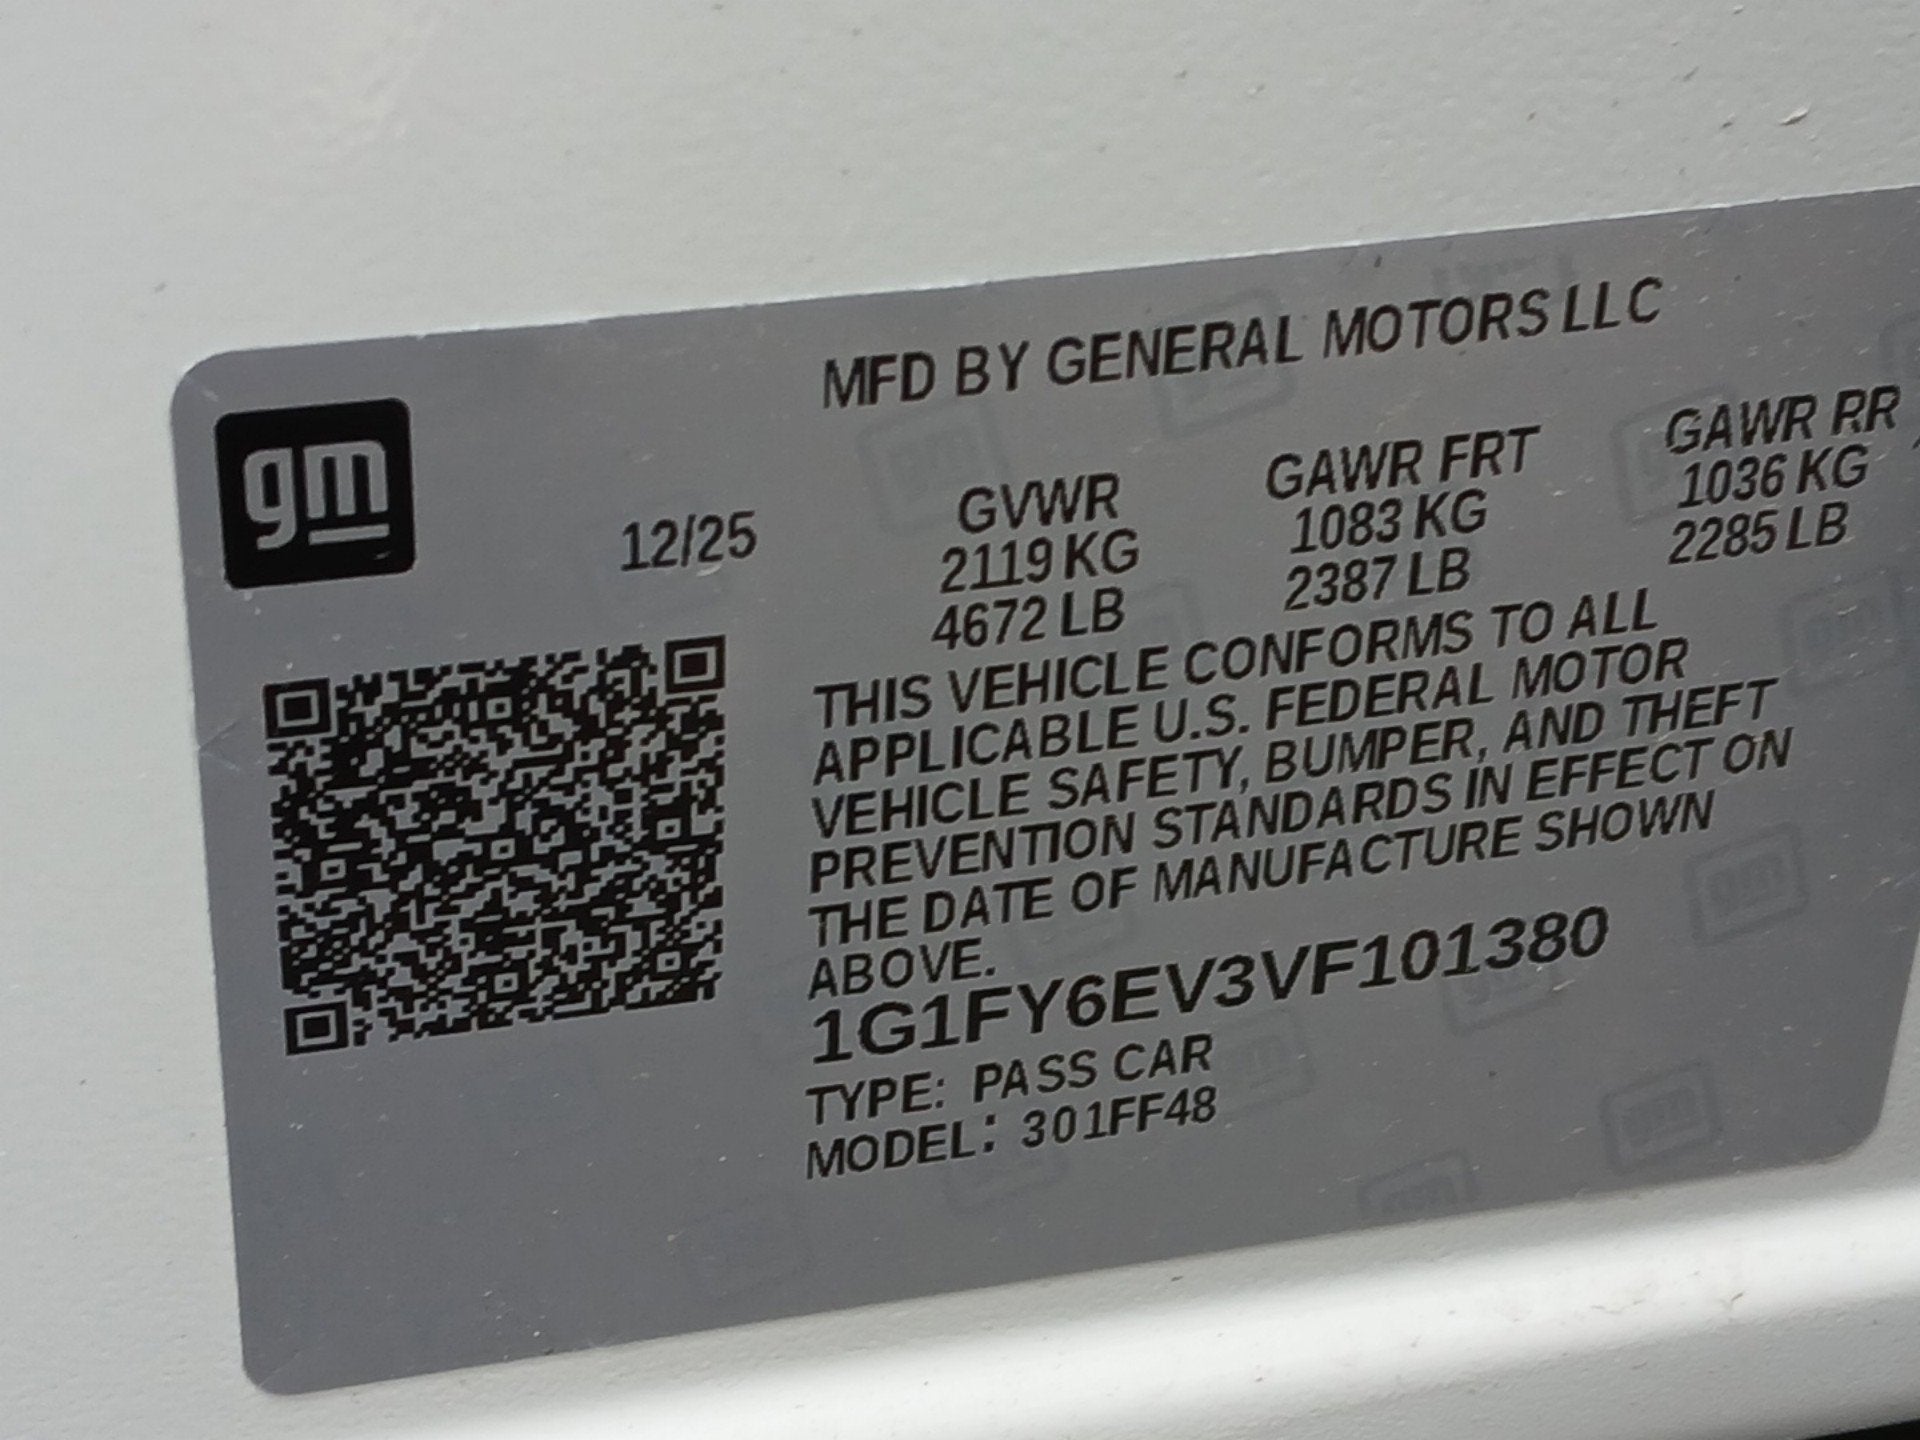 MFD BY GENERAL MOTORS LLC
gm
12/25
GVWR GAWR FRT GAWR RR
2119 KG 1083 KG 1036 KG
4672 LB 2387 LB 2285 LB
THIS VEHICLE CONFORMS TO ALL
APPLICABLE U.S. FEDERAL MOTOR
VEHICLE SAFETY, BUMPER, AND THEFT
PREVENTION STANDARDS IN EFFECT ON
THE DATE OF MANUFACTURE SHOWN
ABOVE.
1G1FY6EV3VF101380
TYPE: PASS CAR
MODEL: 301FF48